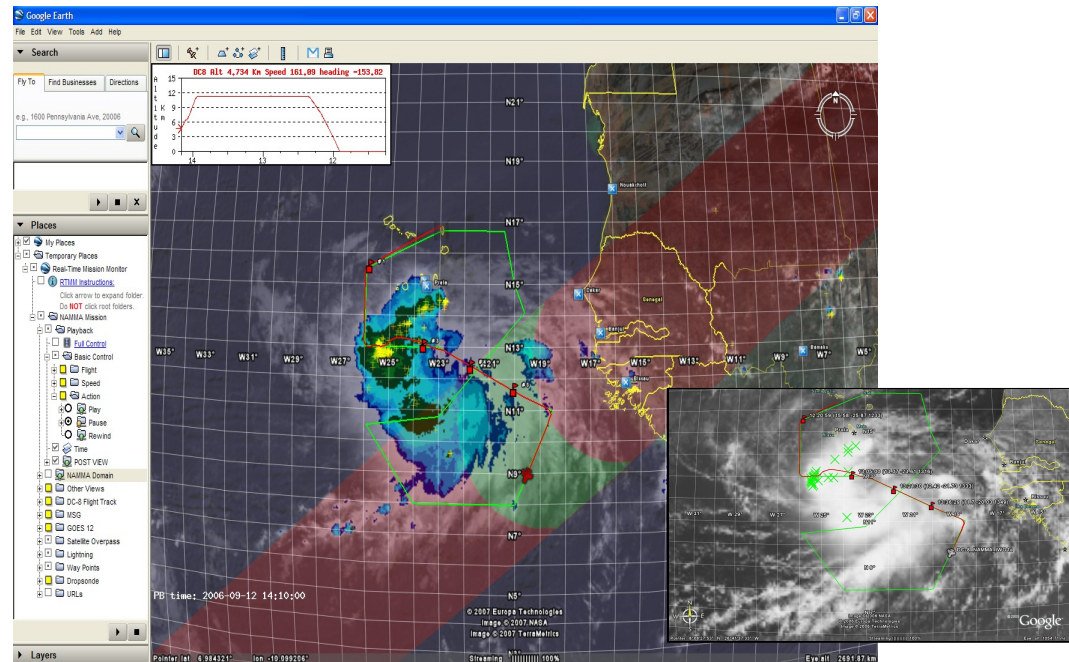 Google Earth
File Edit View Tools Add Help
Search
Fly To
Find Businesses
Directions
e.g., 1600 Pennsylvania Ave, 20006
Places
My Places
Temporary Places
Real-Time Mission Monitor
RTMM Instructions:
Click arrow to expand folder.
Do NOT click root folders.
NAMMA Mission
Playback
Full Control
Basic Control
Flight
Speed
Action
Play
Pause
Rewind
Time
POST VIEW
NAMMA Domain
Other Views
DC-8 Flight Track
MSG
GOES 12
Satellite Overpass
Lightning
Way Points
Dropsonde
URLs
Layers
DC8 Alt 4.734 Km Speed 161.09 heading -153.82
Altitude Km
15
12
9
6
3
0
14 13 12
N21°
N19°
N17°
N15°
N13°
N11°
N9°
N7°
N5°
W35° W33° W31° W29° W27° W25° W23° W21° W19° W17° W15° W13° W11° W9° W7° W5°
Nouakchott
Praia
Dakar
Senegal
Banjul
Bissau
Bamako
#3
PB time: 2006-09-12 14:10:00
© 2007 Europa Technologies
Image © 2007 NASA
Image © 2007 TerraMetrics
Pointer lat 6.984321° lon -10.099206°
Streaming 100%
Eye alt 2691.87 km
Praia
Senegal
Google